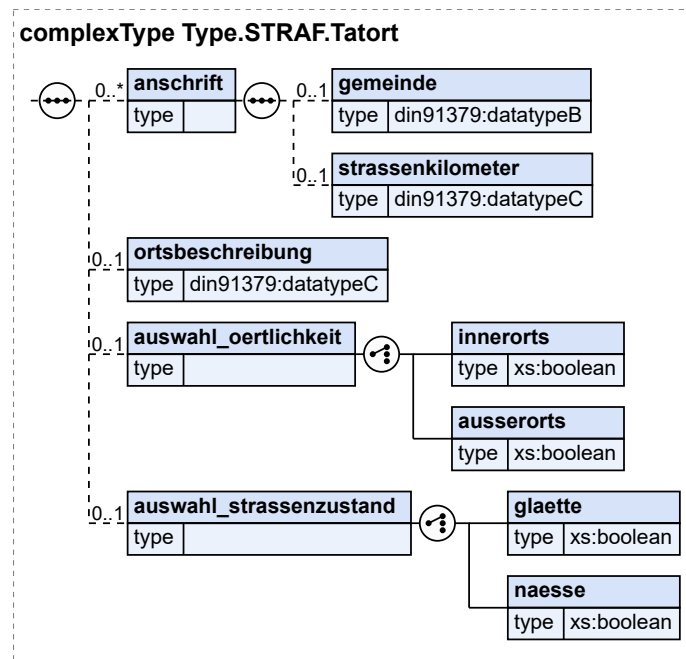 complexType Type.STRAF.Tatort
0..* anschrift
type
0..1 gemeinde
type din91379:datatypeB
0..1 strassenkilometer
type din91379:datatypeC
0..1 ortsbeschreibung
type din91379:datatypeC
0..1 auswahl_oertlichkeit
type
innerorts
type xs:boolean
ausserorts
type xs:boolean
0..1 auswahl_strassenzustand
type
glaette
type xs:boolean
naesse
type xs:boolean